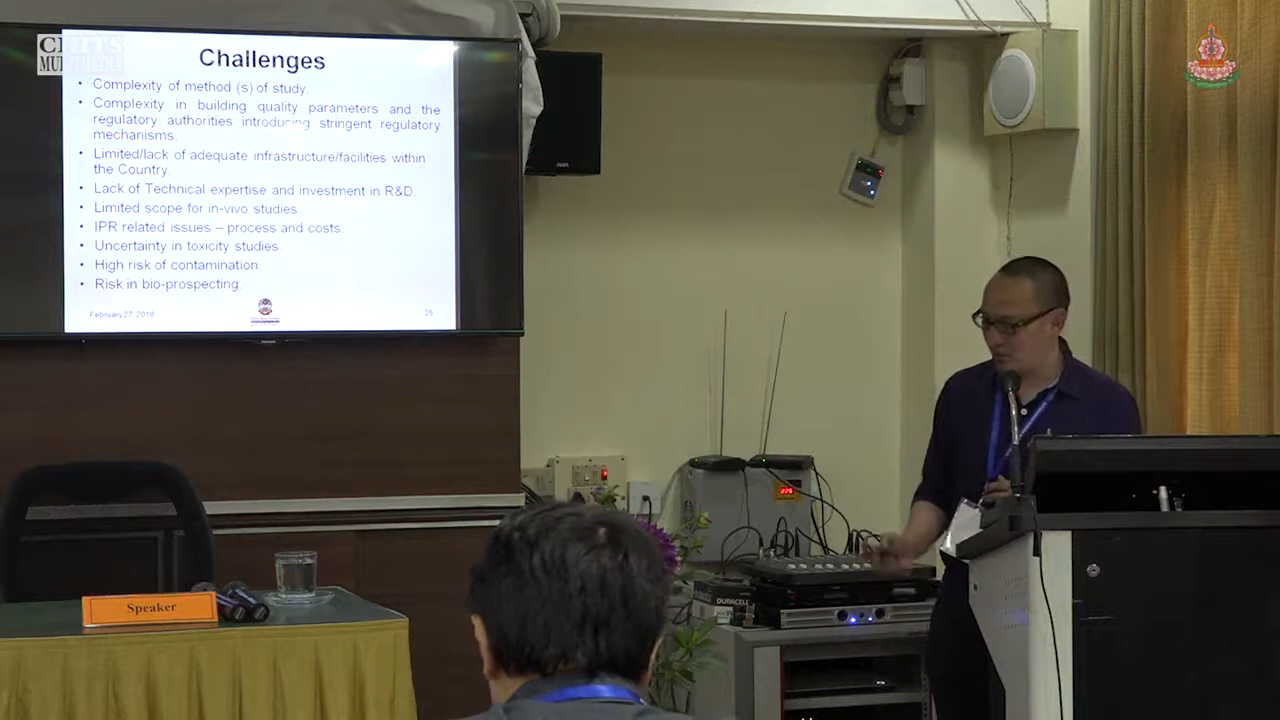 Challenges
• Complexity of method (s) of study.
• Complexity in building quality parameters and the
regulatory authorities introducing stringent regulatory
mechanisms.
• Limited/lack of adequate infrastructure/facilities within
the Country.
• Lack of Technical expertise and investment in R&D.
• Limited scope for in-vivo studies.
• IPR related issues – process and costs.
• Uncertainty in toxicity studies.
• High risk of contamination.
• Risk in bio-prospecting.
February 27, 2018
25
Speaker
DURACELL